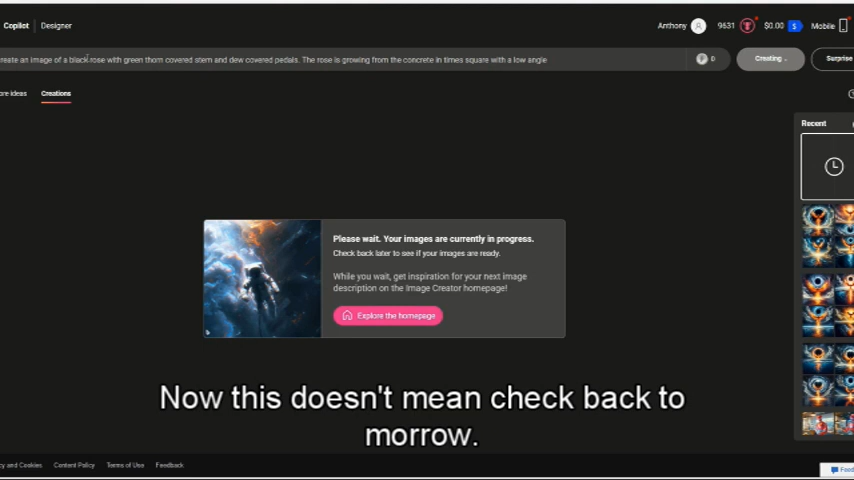 Copilot Designer
Anthony 9631 $0.00 Mobile
reate an image of a black rose with green thorn covered stem and dew covered pedals. The rose is growing from the concrete in times square with a low angle
0 Creating Surprise
ore ideas Creations
Recent
Please wait. Your images are currently in progress.
Check back later to see if your images are ready.
While you wait, get inspiration for your next image
description on the Image Creator homepage!
Explore the homepage
Now this doesn't mean check back to
morrow.
cy and Cookies Content Policy Terms of Use Feedback
Feed